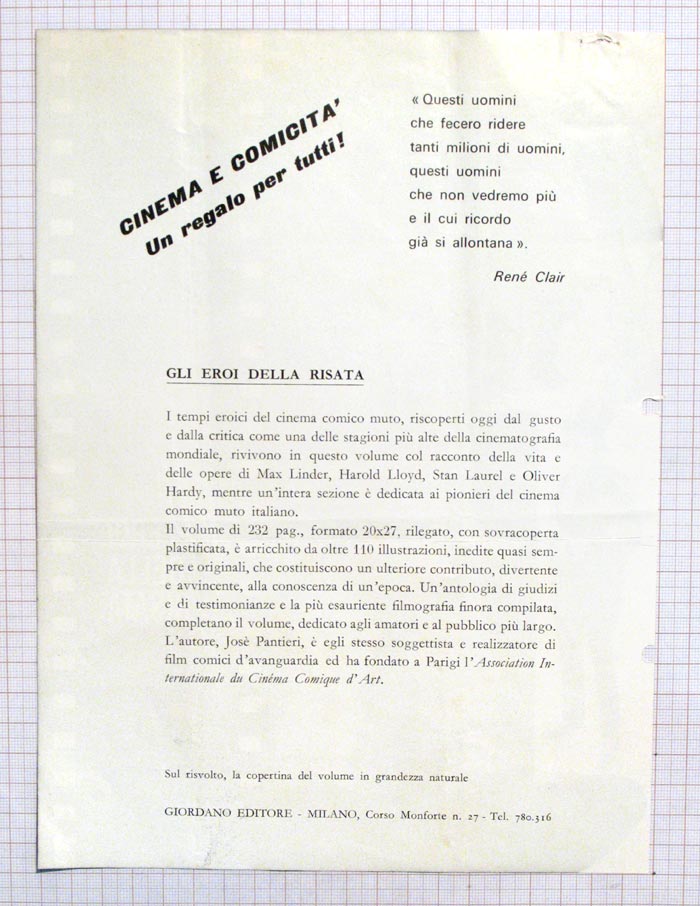 CINEMA E COMICITA'
Un regalo per tutti!
« Questi uomini
che fecero ridere
tanti milioni di uomini,
questi uomini
che non vedremo più
e il cui ricordo
già si allontana ».
René Clair
GLI EROI DELLA RISATA
I tempi eroici del cinema comico muto, riscoperti oggi dal gusto
e dalla critica come una delle stagioni più alte della cinematografia
mondiale, rivivono in questo volume col racconto della vita e
delle opere di Max Linder, Harold Lloyd, Stan Laurel e Oliver
Hardy, mentre un'intera sezione è dedicata ai pionieri del cinema
comico muto italiano.
Il volume di 232 pag., formato 20x27, rilegato, con sovracoperta
plastificata, è arricchito da oltre 110 illustrazioni, inedite quasi sem-
pre e originali, che costituiscono un ulteriore contributo, divertente
e avvincente, alla conoscenza di un'epoca. Un'antologia di giudizi
e di testimonianze e la più esauriente filmografia finora compilata,
completano il volume, dedicato agli amatori e al pubblico più largo.
L'autore, Josè Pantieri, è egli stesso soggettista e realizzatore di
film comici d'avanguardia ed ha fondato a Parigi l'Association In-
ternationale du Cinéma Comique d'Art.
Sul risvolto, la copertina del volume in grandezza naturale
GIORDANO EDITORE - MILANO, Corso Monforte n. 27 - Tel. 780.316